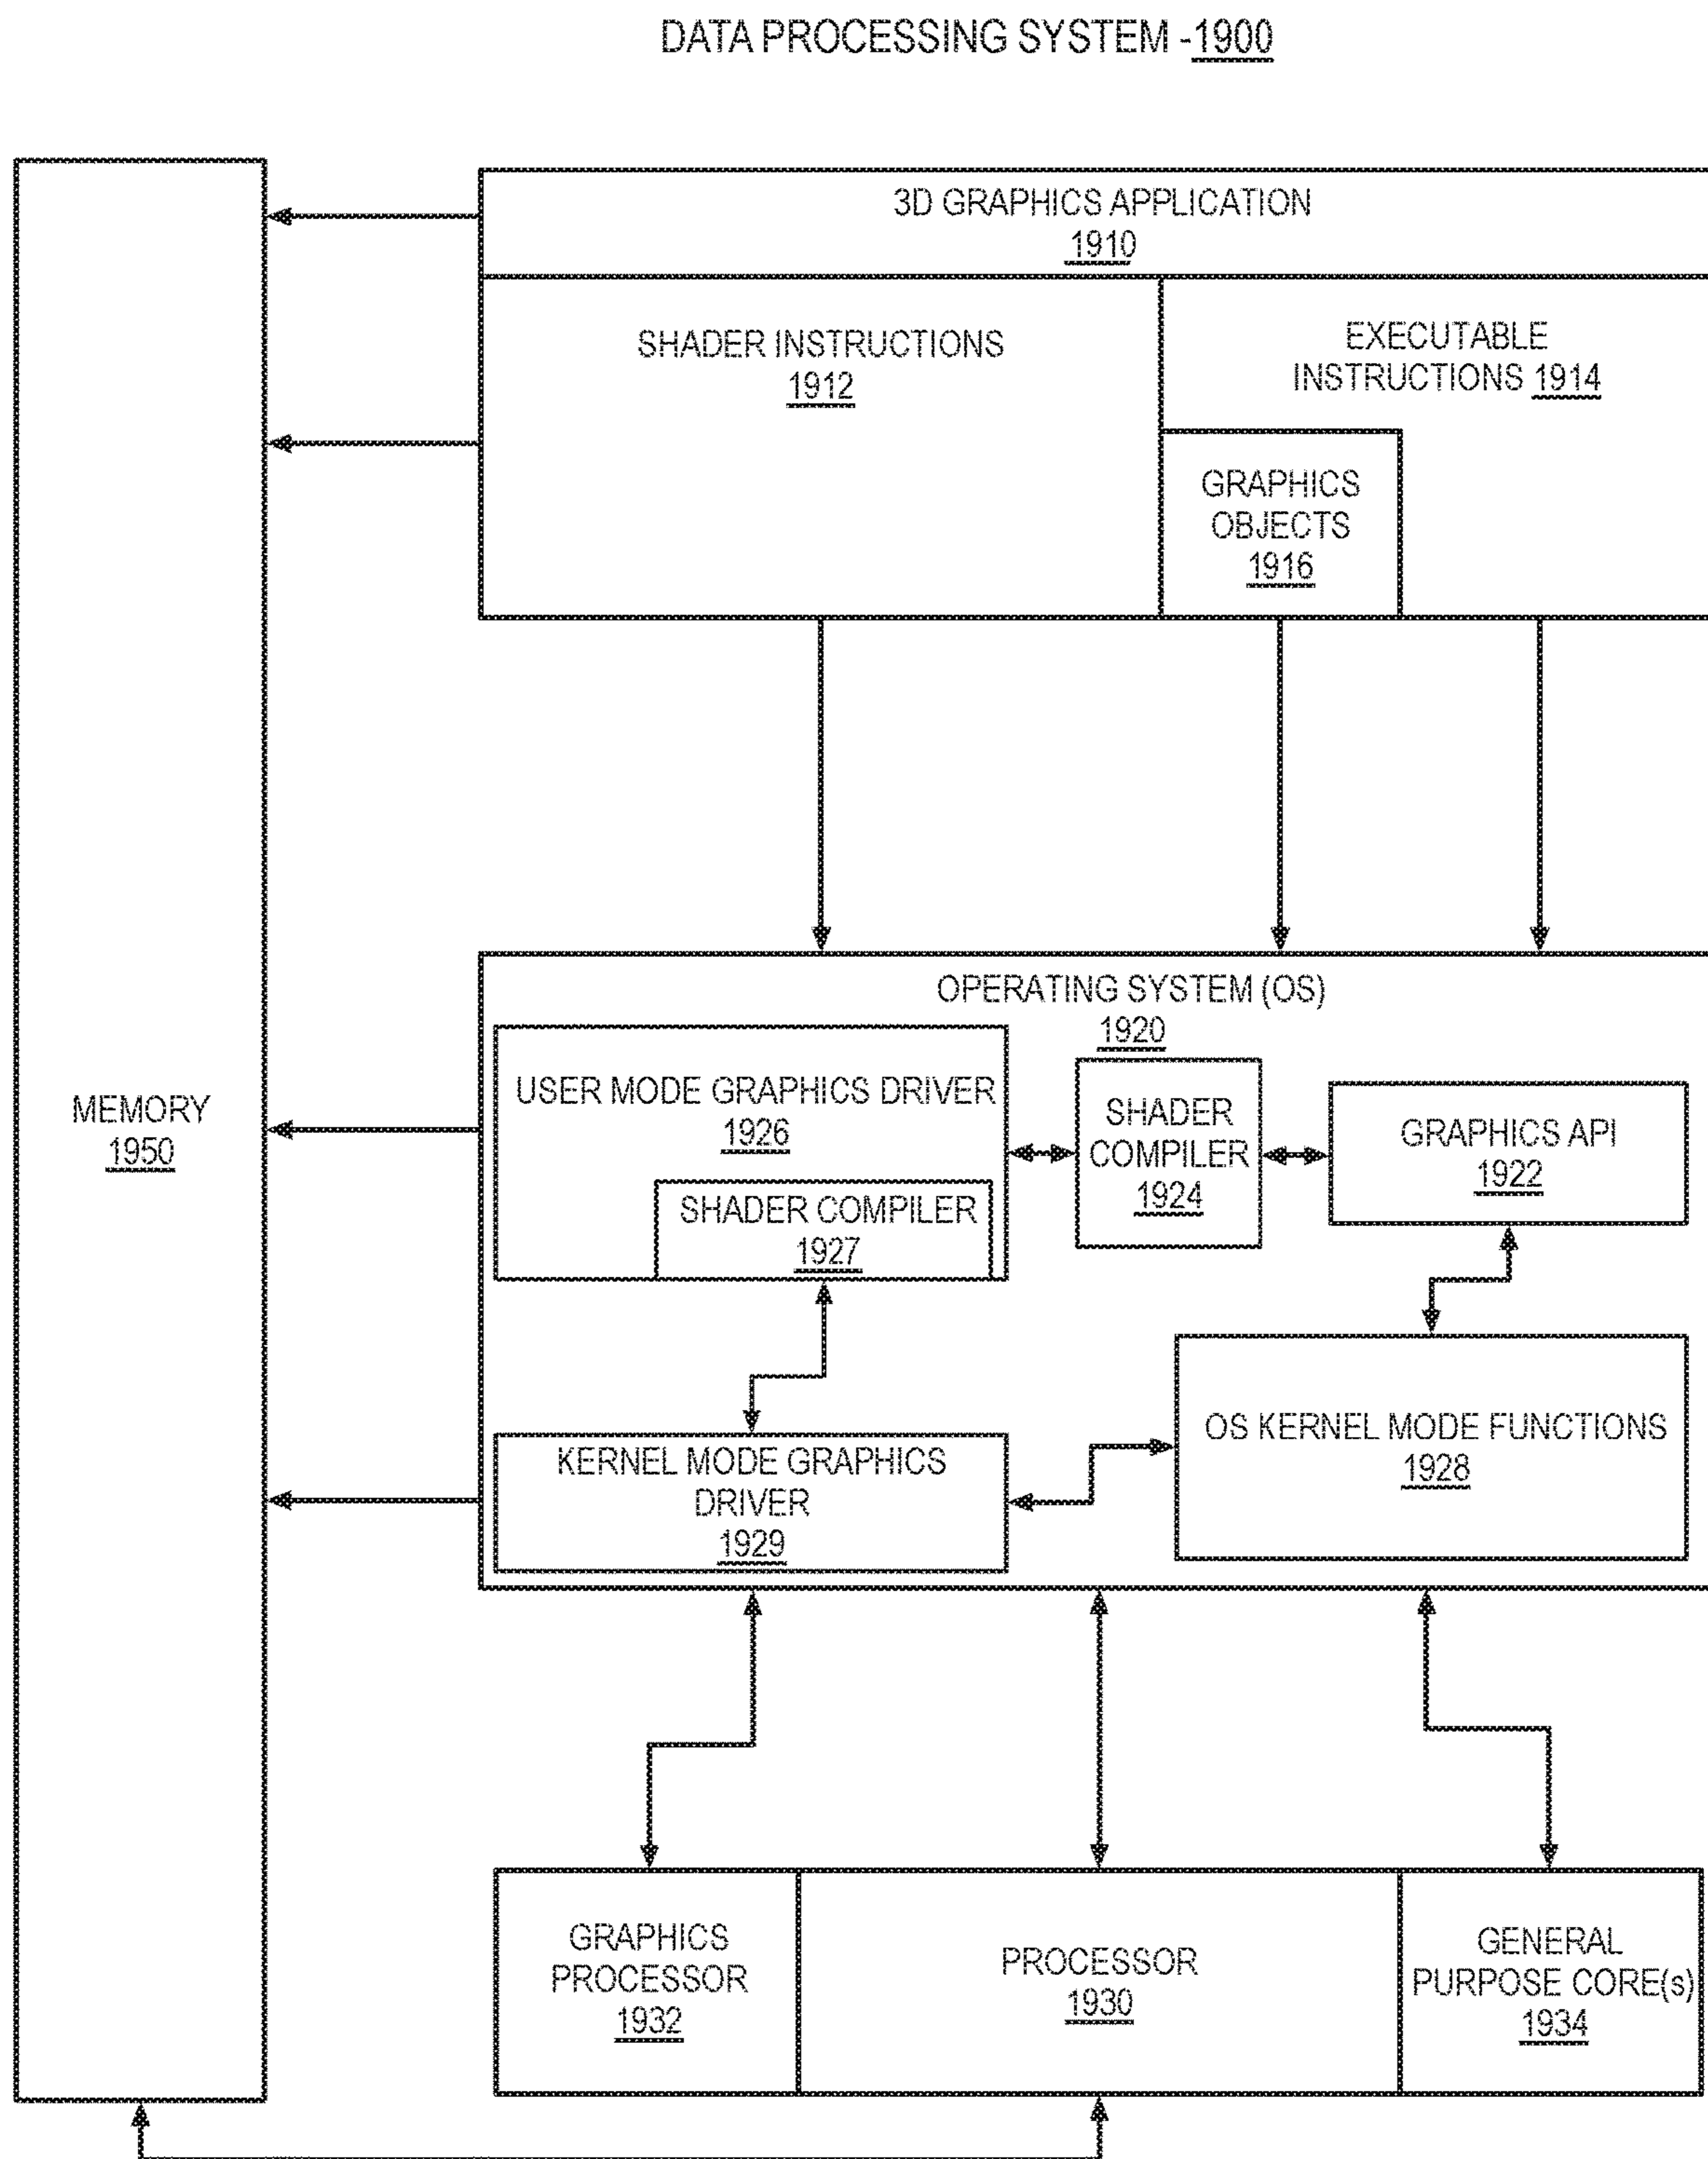 DATA PROCESSING SYSTEM -1900
3D GRAPHICS APPLICATION
1910
SHADER INSTRUCTIONS
1912
EXECUTABLE
INSTRUCTIONS 1914
GRAPHICS
OBJECTS
1916
MEMORY
1950
OPERATING SYSTEM (OS)
1920
USER MODE GRAPHICS DRIVER
1926
SHADER COMPILER
1927
SHADER
COMPILER
1924
GRAPHICS API
1922
KERNEL MODE GRAPHICS
DRIVER
1929
OS KERNEL MODE FUNCTIONS
1928
GRAPHICS
PROCESSOR
1932
PROCESSOR
1930
GENERAL
PURPOSE CORE(s)
1934